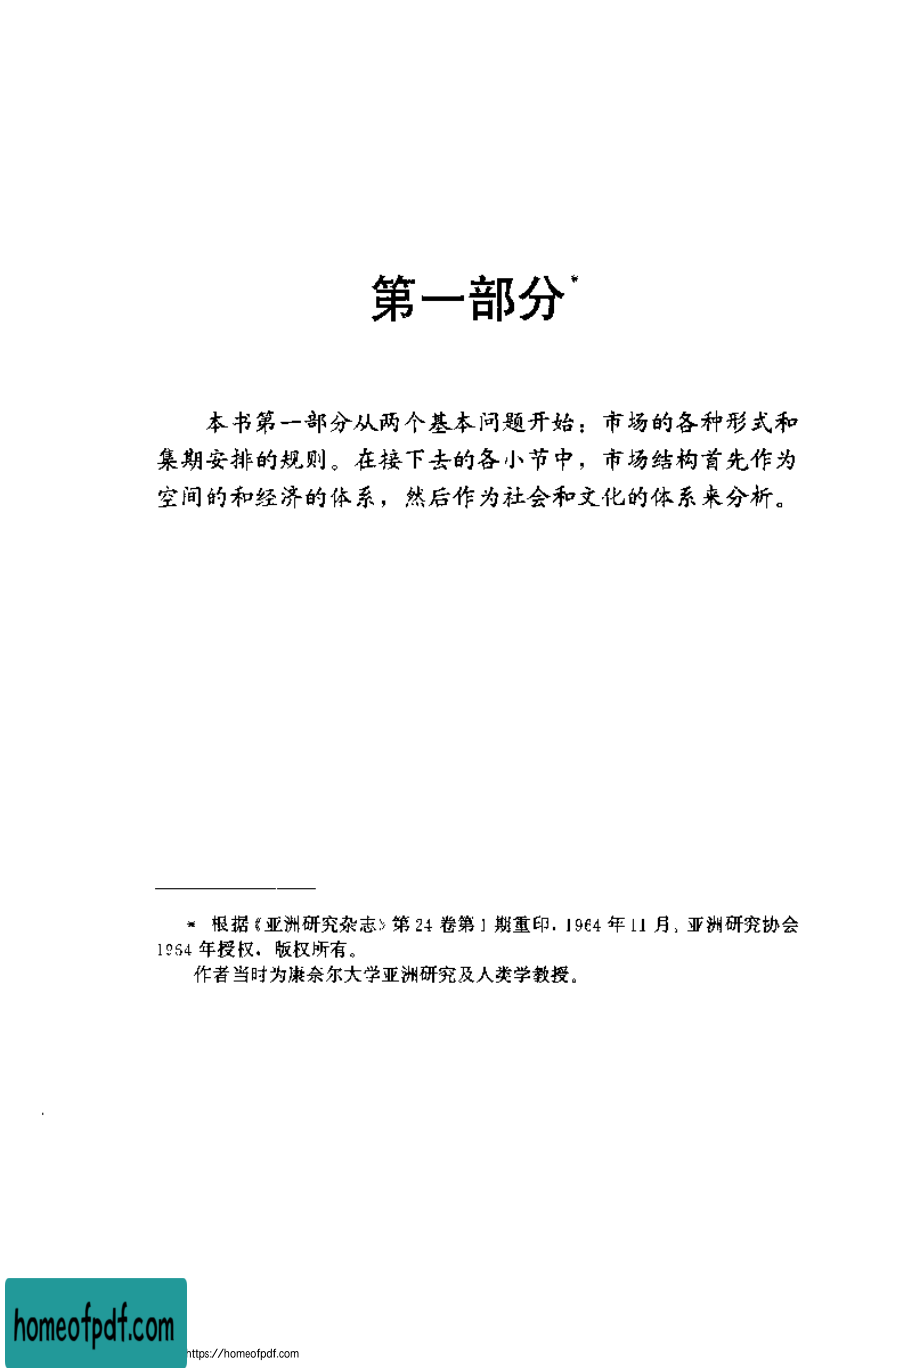 第一部分*
本书第一部分从两个基本问题开始：市场的各种形式和
集期安排的规则。在接下去的各小节中，市场结构首先作为
空间的和经济的体系，然后作为社会和文化的体系来分析。
* 根据《亚洲研究杂志》第24卷第1期重印，1964年11月，亚洲研究协会
1964年授权，版权所有。
作者当时为康奈尔大学亚洲研究及人类学教授。
homeofpdf.com
https://homeofpdf.com